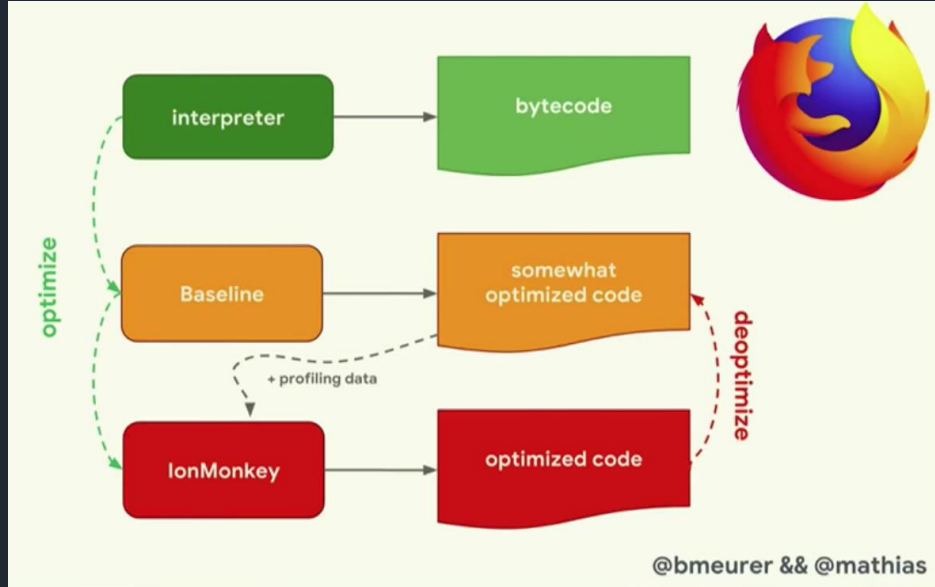 interpreter
bytecode
optimize
Baseline
somewhat
optimized code
+ profiling data
deoptimize
IonMonkey
optimized code
@bmeurer && @mathias